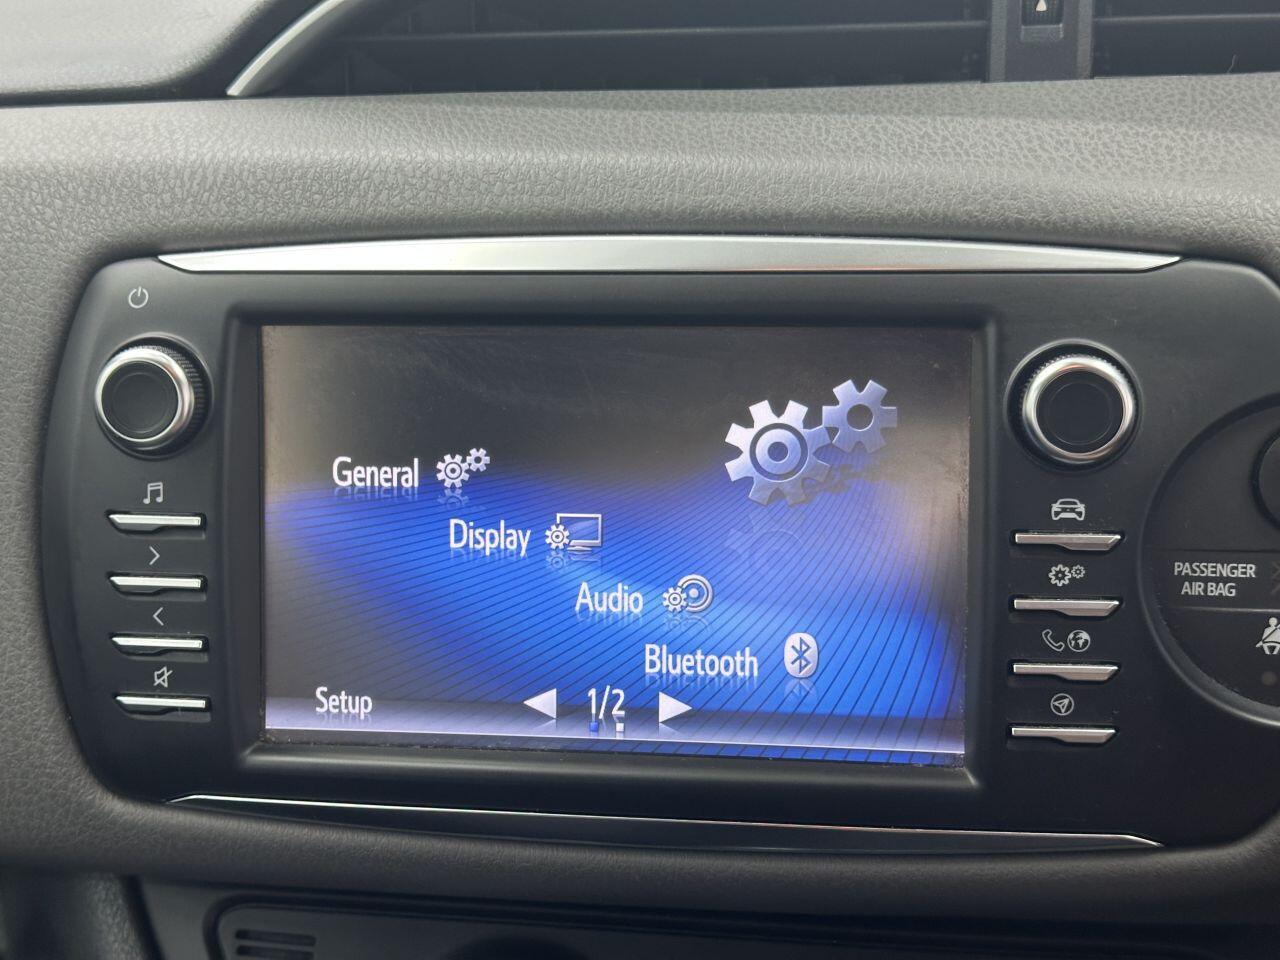 General
Display
Audio
Bluetooth
Setup
1/2
PASSENGER
AIR BAG